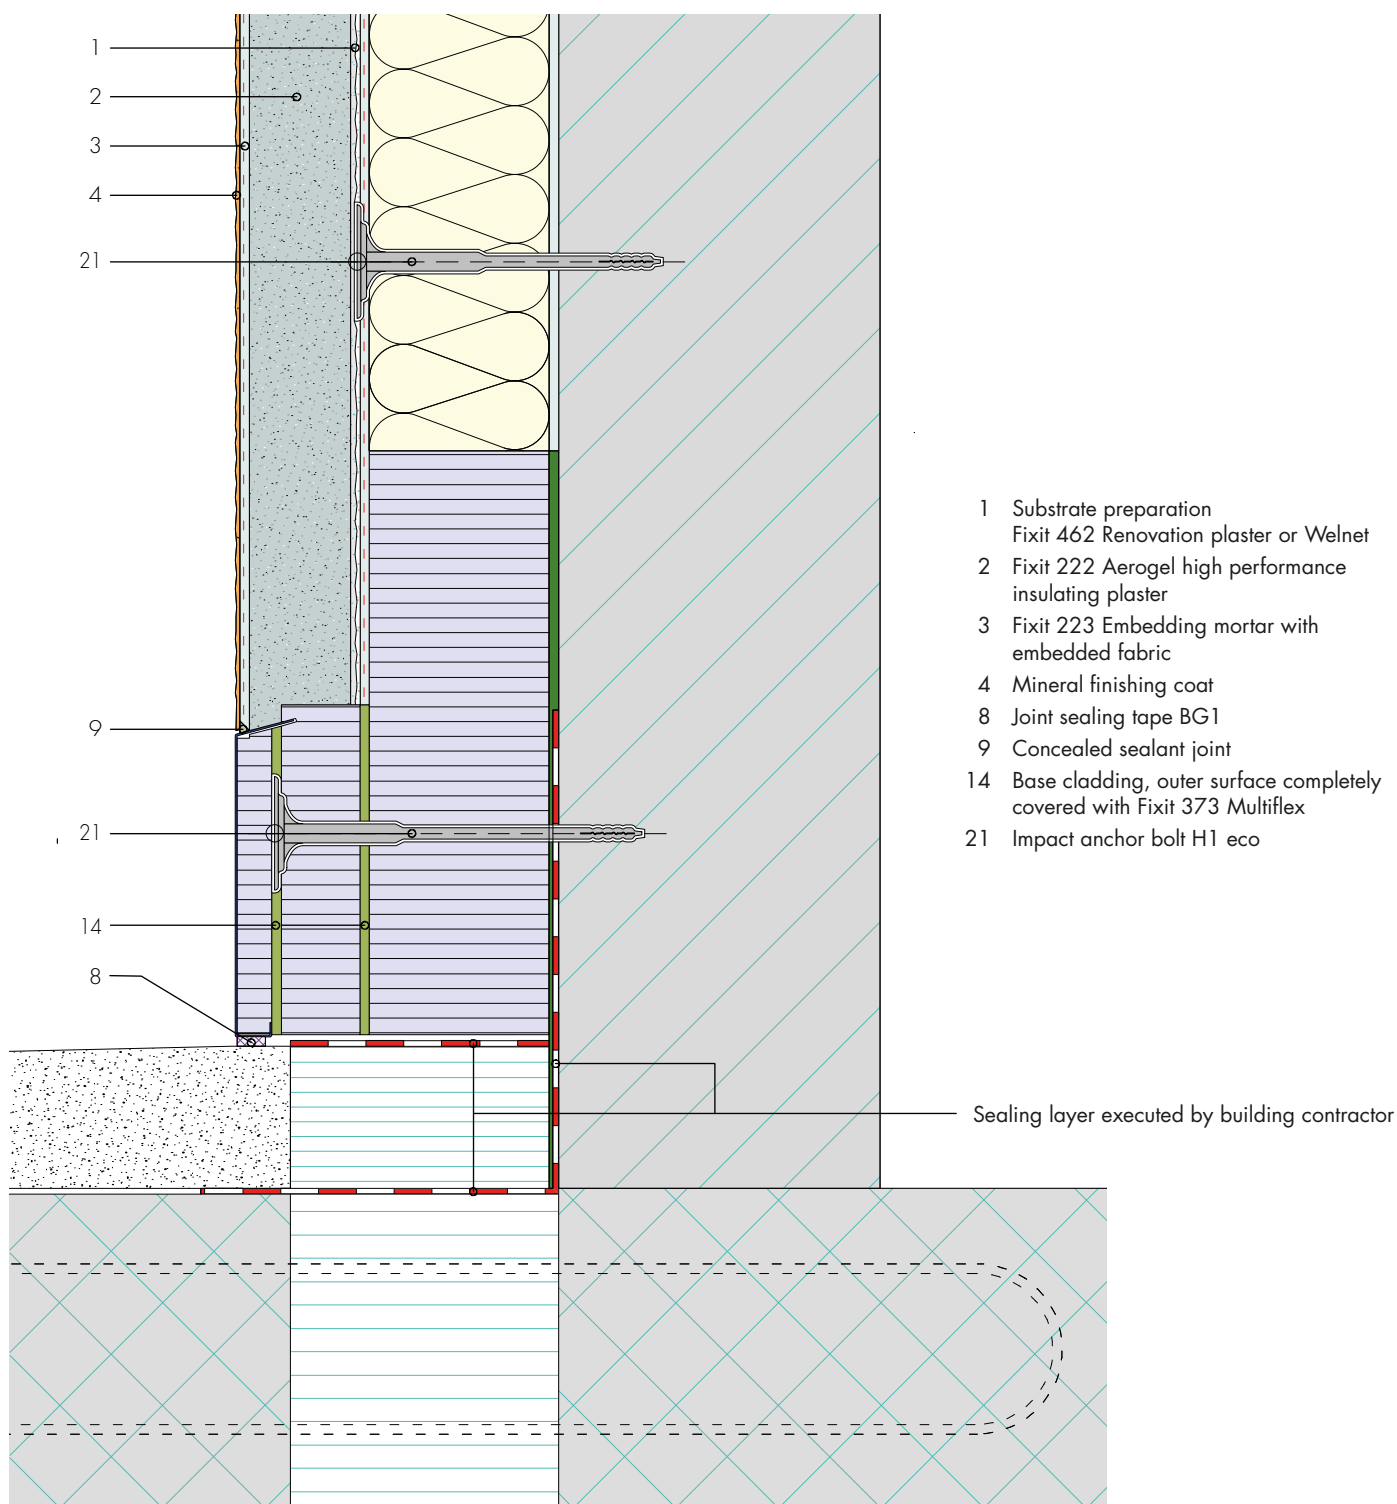 1
2
3
4
21
9
21
14
8
1 Substrate preparation
Fixit 462 Renovation plaster or Welnet
2 Fixit 222 Aerogel high performance
insulating plaster
3 Fixit 223 Embedding mortar with
embedded fabric
4 Mineral finishing coat
8 Joint sealing tape BG1
9 Concealed sealant joint
14 Base cladding, outer surface completely
covered with Fixit 373 Multiflex
21 Impact anchor bolt H1 eco
Sealing layer executed by building contractor